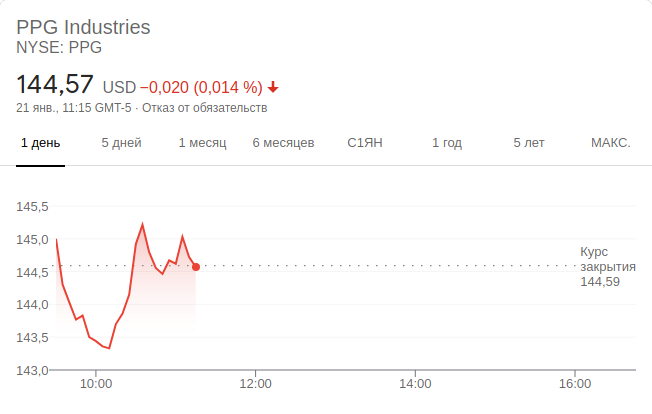 PPG Industries
NYSE: PPG
144,57 USD −0,020 (0,014 %)
21 янв., 11:15 GMT-5 · Отказ от обязательств
1 день 5 дней 1 месяц 6 месяцев С1ЯН 1 год 5 лет МАКС.
145,5
145,0
144,5
144,0
143,5
143,0
Курс
закрытия
144,59
10:00 12:00 14:00 16:00